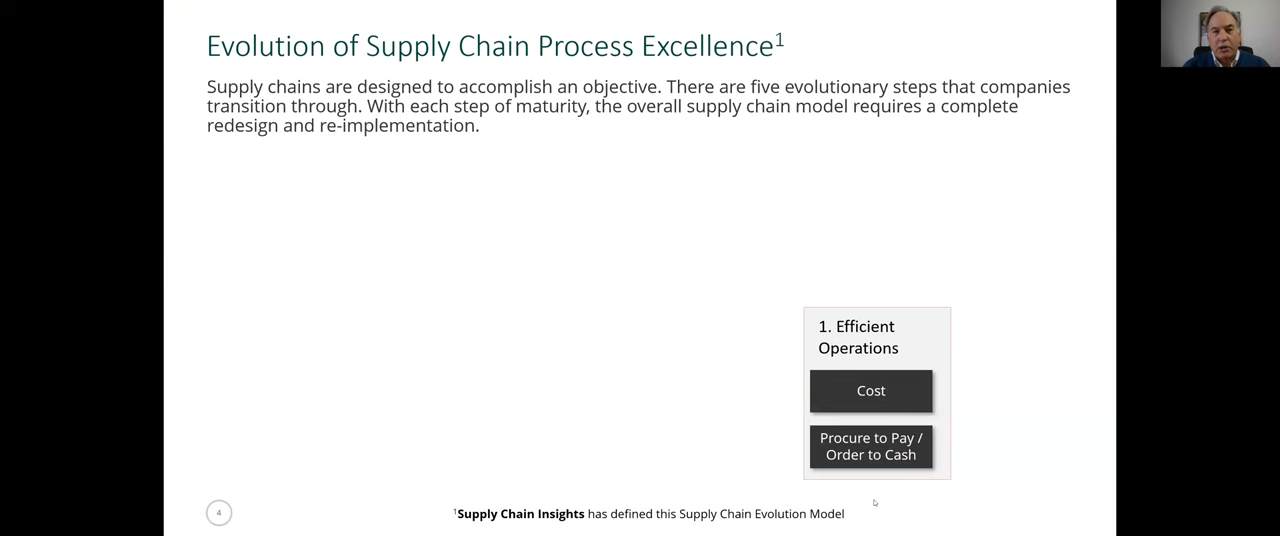 Evolution of Supply Chain Process Excellence¹
Supply chains are designed to accomplish an objective. There are five evolutionary steps that companies
transition through. With each step of maturity, the overall supply chain model requires a complete
redesign and re-implementation.
1. Efficient
Operations
Cost
Procure to Pay /
Order to Cash
4
¹Supply Chain Insights has defined this Supply Chain Evolution Model